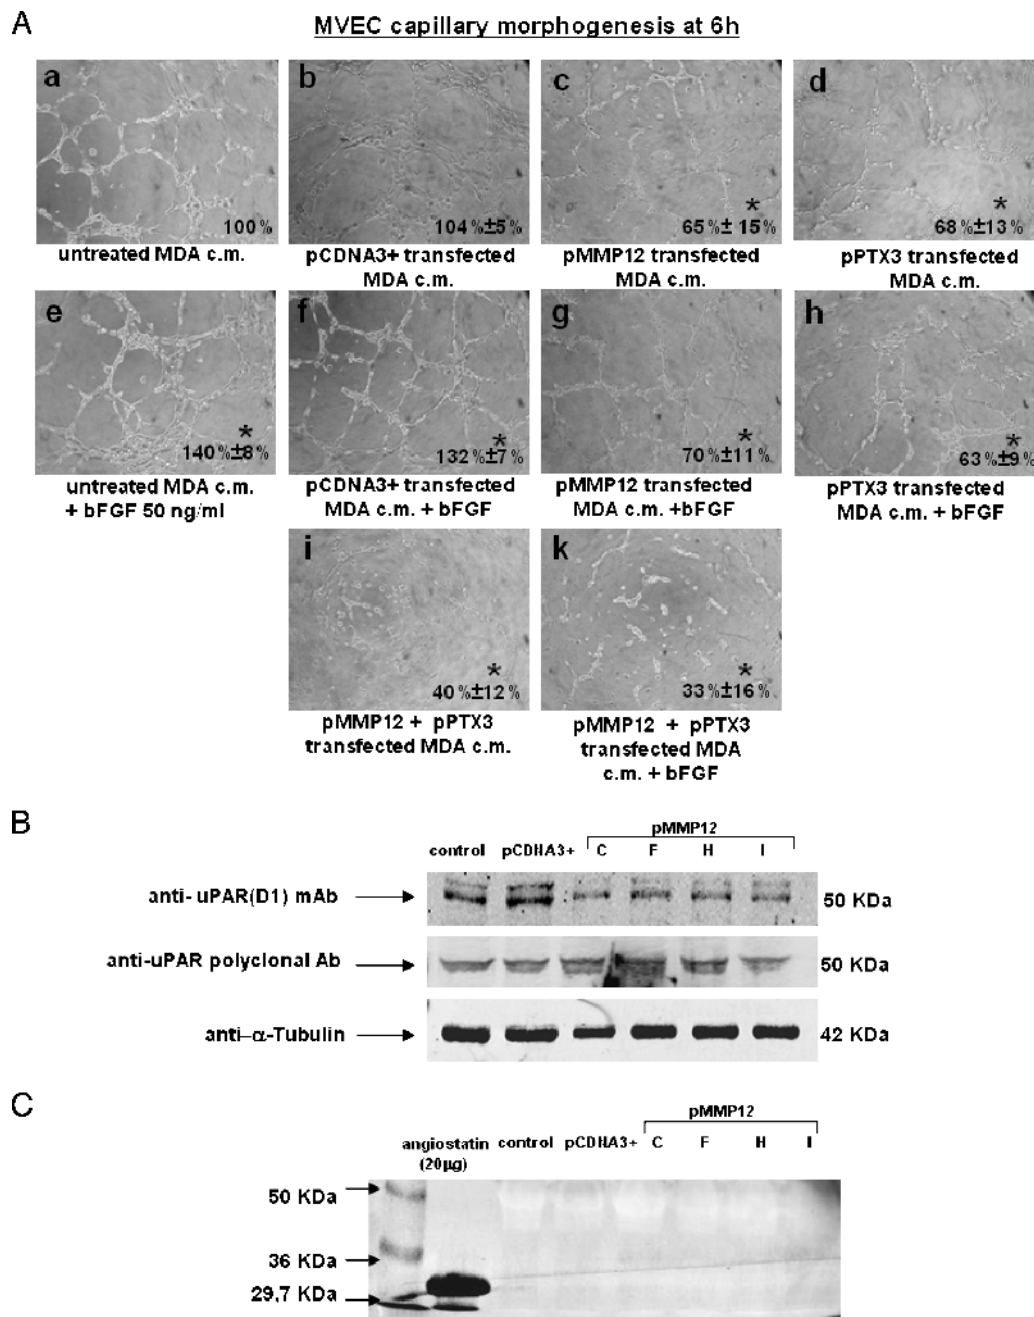 A
MVEC capillary morphogenesis at 6h
a
b
c
d
100%
104%±5%
*
65%± 15%
*
68%±13%
untreated MDA c.m.
pCDNA3+ transfected
MDA c.m.
pMMP12 transfected
MDA c.m.
pPTX3 transfected
MDA c.m.
e
f
g
h
*
140%±8%
*
132%±7%
*
70%±11%
*
63%±9%
untreated MDA c.m.
+ bFGF 50 ng/ml
pCDNA3+ transfected
MDA c.m. + bFGF
pMMP12 transfected
MDA c.m. +bFGF
pPTX3 transfected
MDA c.m. + bFGF
i
k
*
40%±12%
*
33%±16%
pMMP12 + pPTX3
transfected MDA c.m.
pMMP12 + pPTX3
transfected MDA
c.m. + bFGF
B
pMMP12
control pCDNA3+ C F H I
anti- uPAR(D1) mAb
50 KDa
anti-uPAR polyclonal Ab
50 KDa
anti-α-Tubulin
42 KDa
C
pMMP12
angiostatin control pCDNA3+ C F H I
(20µg)
50 KDa
36 KDa
29,7 KDa